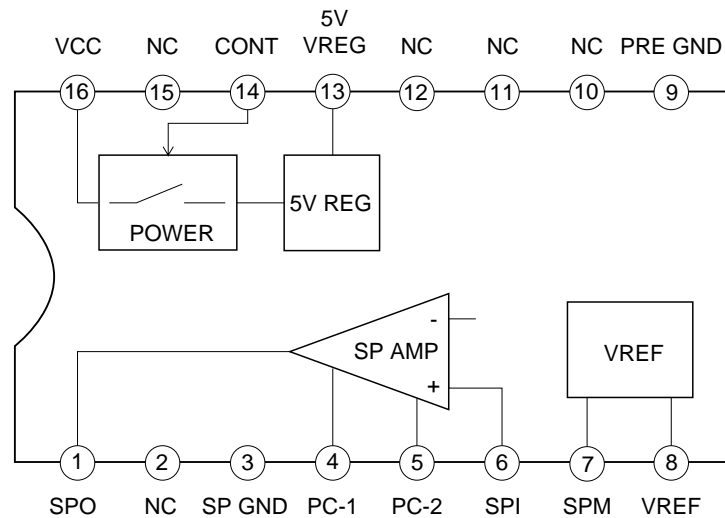 5V
VCC NC CONT VREG NC NC NC PRE GND
16 15 14 13 12 11 10 9
5V REG
POWER
-
SP AMP VREF
+
1 2 3 4 5 6 7 8
SPO NC SP GND PC-1 PC-2 SPI SPM VREF